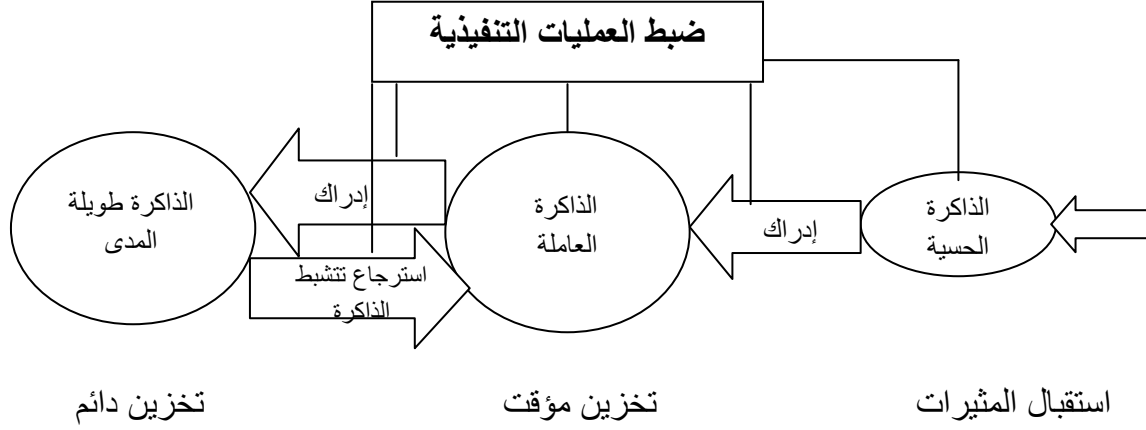 ضبط العمليات التنفيذية
الذاكرة
الحسية
إدراك
الذاكرة
العاملة
إدراك
استرجاع تتشبط
الذاكرة
الذاكرة طويلة
المدى
استقبال المثيرات
تخزين مؤقت
تخزين دائم